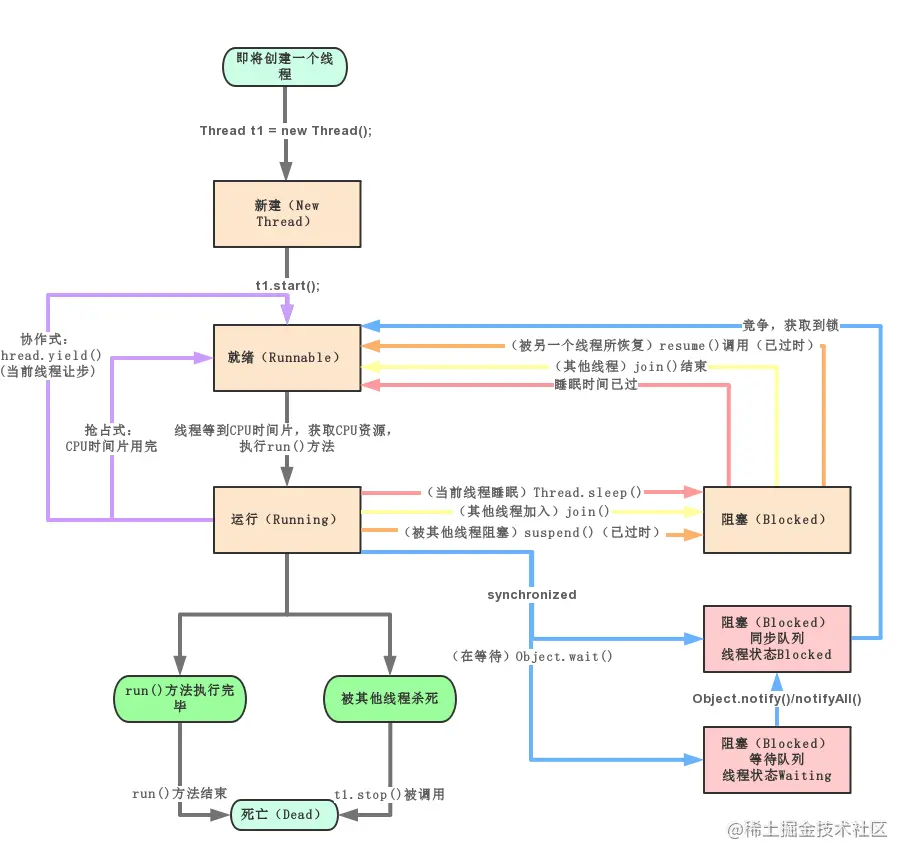 即将创建一个线
程
Thread t1 = new Thread();
新建（New
Thread）
t1.start();
协作式：
hread.yield()
(当前线程让步)
竟争，获取到锁
（被另一个线程所恢复）resume()调用（已过时）
就绪（Runnable）
（其他线程）join()结束
睡眠时间已过
抢占式：
CPU时间片用完
线程等到CPU时间片，获取CPU资源，
执行run()方法
运行（Running）
（当前线程睡眠）Thread.sleep()
（其他线程加入）join()
（被其他线程阻塞）suspend()（已过时）
阻塞（Blocked）
synchronized
阻塞（Blocked）
同步队列
线程状态Blocked
（在等待）Object.wait()
run()方法执行完
毕
被其他线程杀死
Object.notify()/notifyAll()
阻塞（Blocked）
等待队列
线程状态Waiting
run()方法结束
t1.stop()被调用
死亡（Dead）
@稀土掘金技术社区